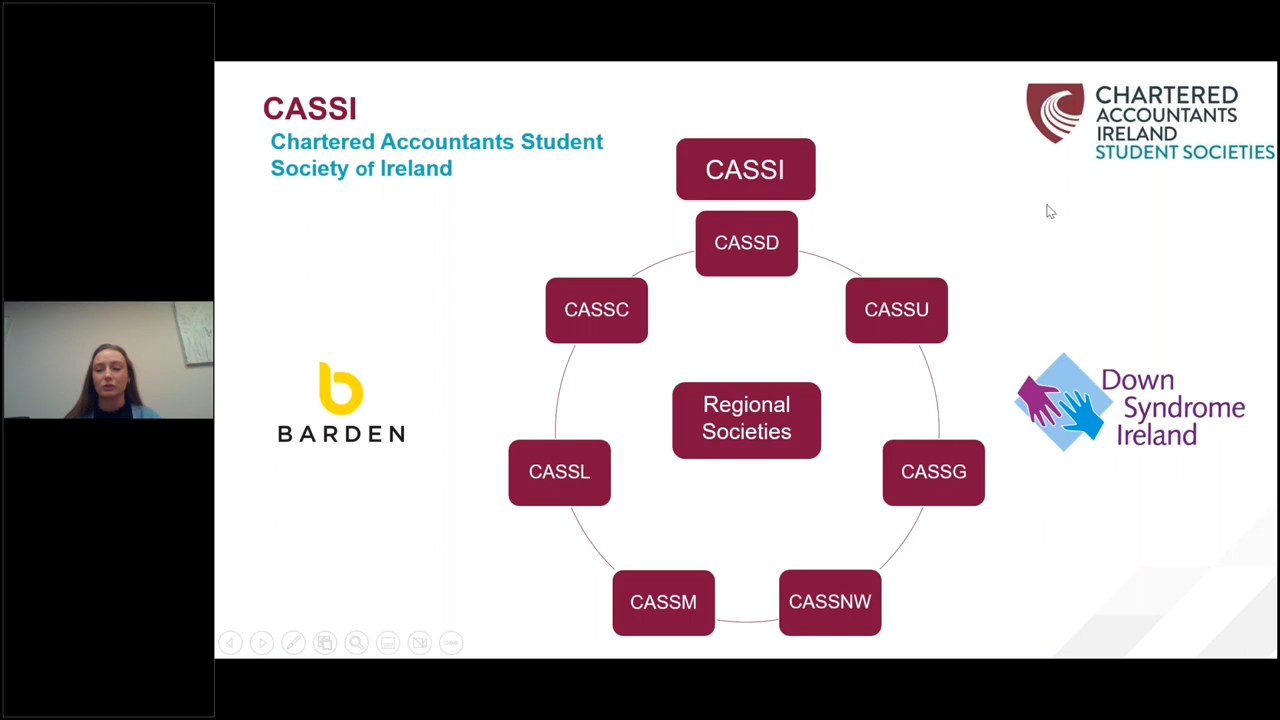 CASSI
Chartered Accountants Student
Society of Ireland
CHARTERED
ACCOUNTANTS
IRELAND
STUDENT SOCIETIES
CASSI
CASSD
CASSC
CASSU
Regional
Societies
BARDEN
Down
Syndrome
Ireland
CASSL
CASSG
CASSM
CASSNW